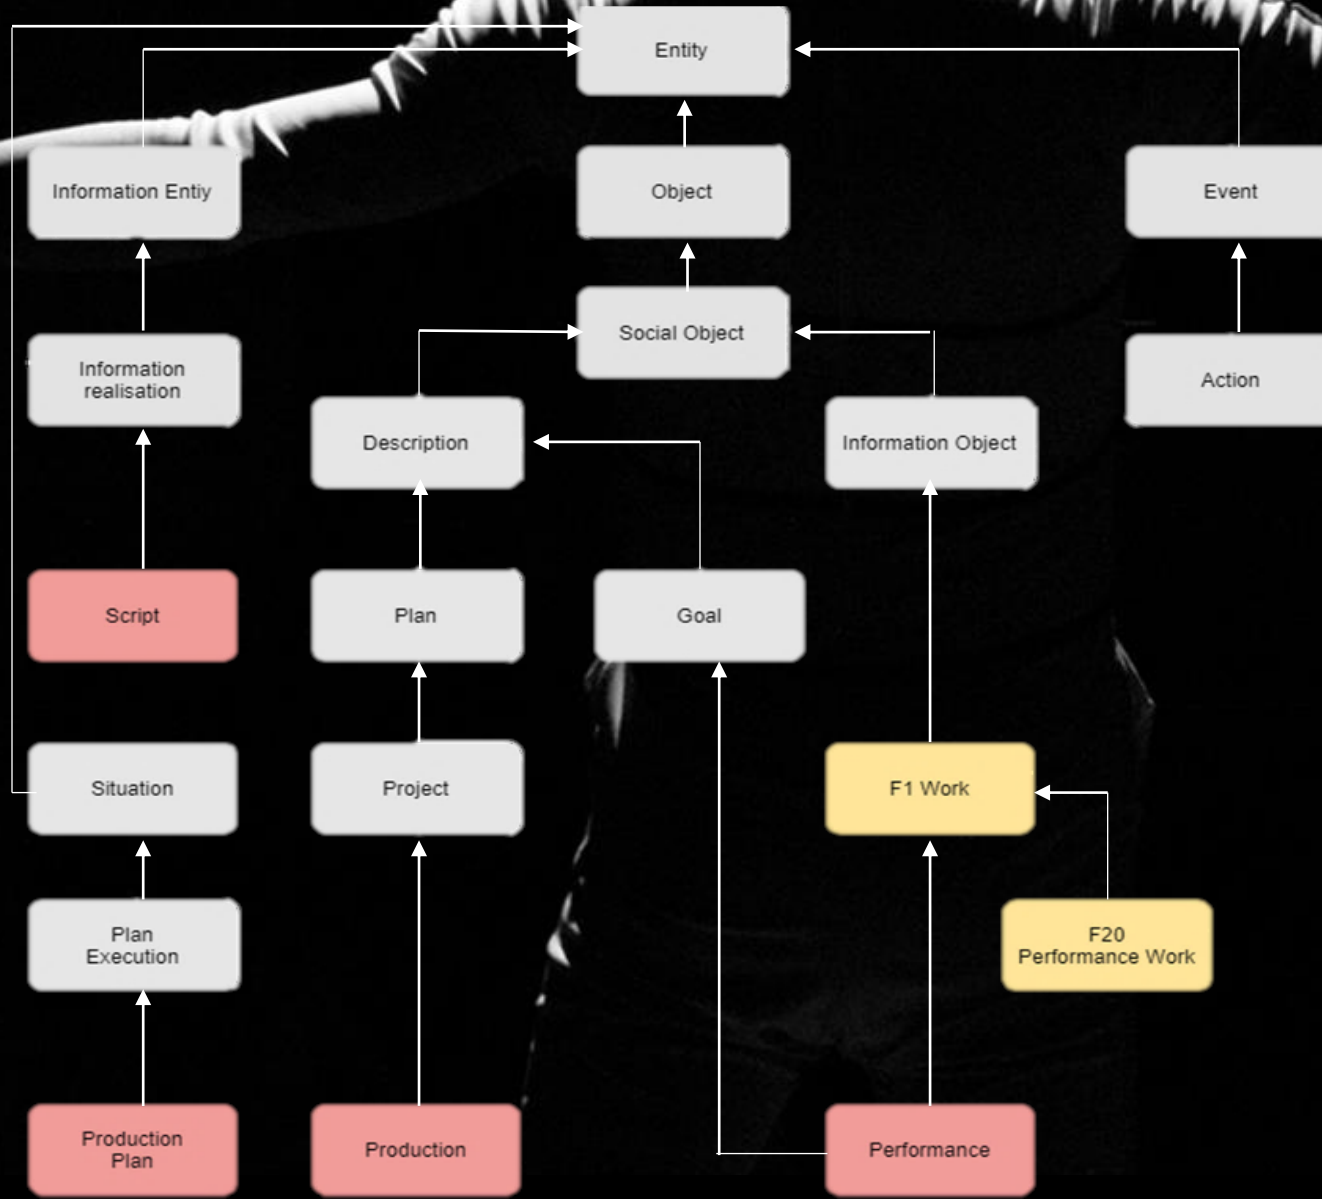 Entity
Information Entiy
Object
Event
Social Object
Information
realisation
Action
Description
Information Object
Script
Plan
Goal
Situation
Project
F1 Work
Plan
Execution
F20
Performance Work
Production
Plan
Production
Performance